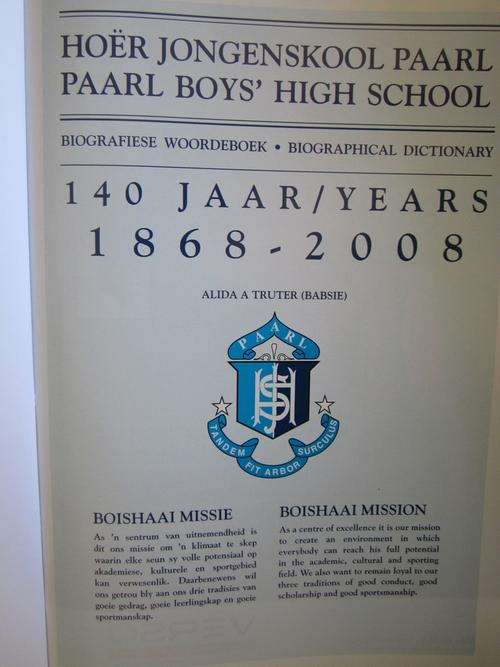 HOËR JONGENSKOOL PAARL
PAARL BOYS' HIGH SCHOOL
BIOGRAFIESE WOORDEBOEK • BIOGRAPHICAL DICTIONARY
140 JAAR/YEARS
1868-2008
ALIDA A TRUTER (BABSIE)
PAARL
HJS
TANDEM FIT ARBOR SURCULUS
BOISHAAI MISSIE
As 'n sentrum van uitnemendheid is
dit ons missie om 'n klimaat te skep
waarin elke seun sy volle potensiaal op
akademiese, kulturele en sportgebied
kan verwesenlik. Daarbenewens wil
ons getrou bly aan ons drie tradisies van
goeie gedrag, goeie leerlingskap en goeie
sportmanskap.
BOISHAAI MISSION
As a centre of excellence it is our mission
to create an environment in which
everybody can reach his full potential
in the academic, cultural and sporting
field. We also want to remain loyal to our
three traditions of good conduct, good
scholarship and good sportsmanship.